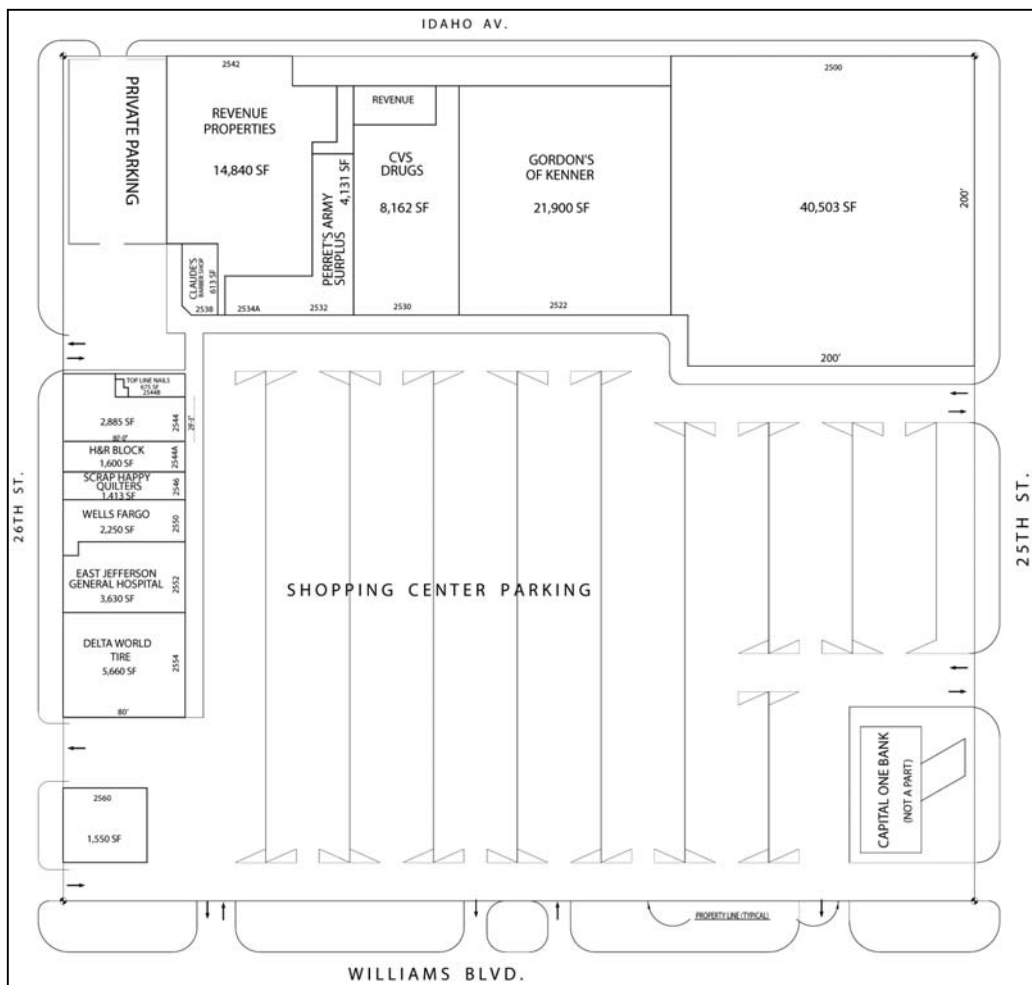 IDAHO AV.
2542
2500
PRIVATE PARKING
REVENUE
PROPERTIES
14,840 SF
REVENUE
CVS
DRUGS
8,162 SF
4,131 SF
PERRET'S ARMY
SURPLUS
GORDON'S
OF KENNER
21,900 SF
40,503 SF
200'
CLAUDE'S
BARBER SHOP
613 SF
2538
2534A
2532
2530
2522
200'
TOP LINE NAILS
675 SF
2544B
2,885 SF
2544
80'-0"
H&R BLOCK
1,600 SF
2544A
SCRAP HAPPY
QUILTERS
1,413 SF
2546
WELLS FARGO
2,250 SF
2550
EAST JEFFERSON
GENERAL HOSPITAL
3,630 SF
2552
DELTA WORLD
TIRE
5,660 SF
2554
80'
26TH ST.
25TH ST.
SHOPPING CENTER PARKING
2560
1,550 SF
CAPITAL ONE BANK
(NOT A PART)
PROPERTY LINE (TYPICAL)
WILLIAMS BLVD.